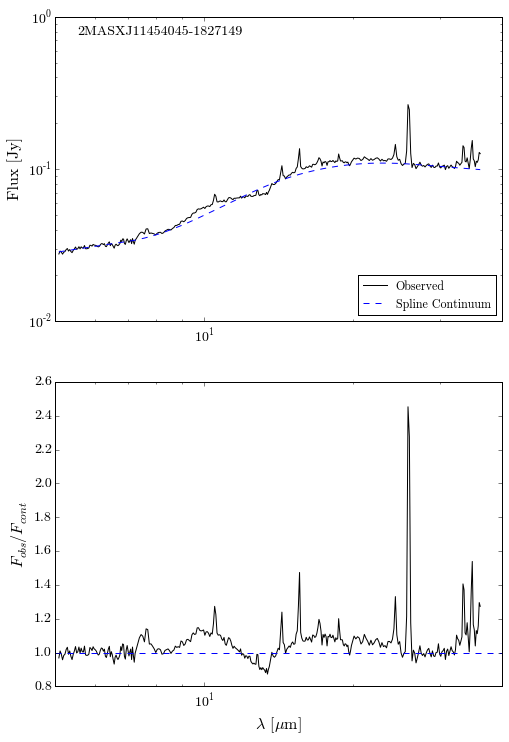 10^0
2MASXJ11454045-1827149
Flux [Jy]
10^-1
Observed
Spline Continuum
10^-2
10^1
2.6
2.4
2.2
2.0
1.8
F_obs/F_cont
1.6
1.4
1.2
1.0
0.8
10^1
λ [μm]